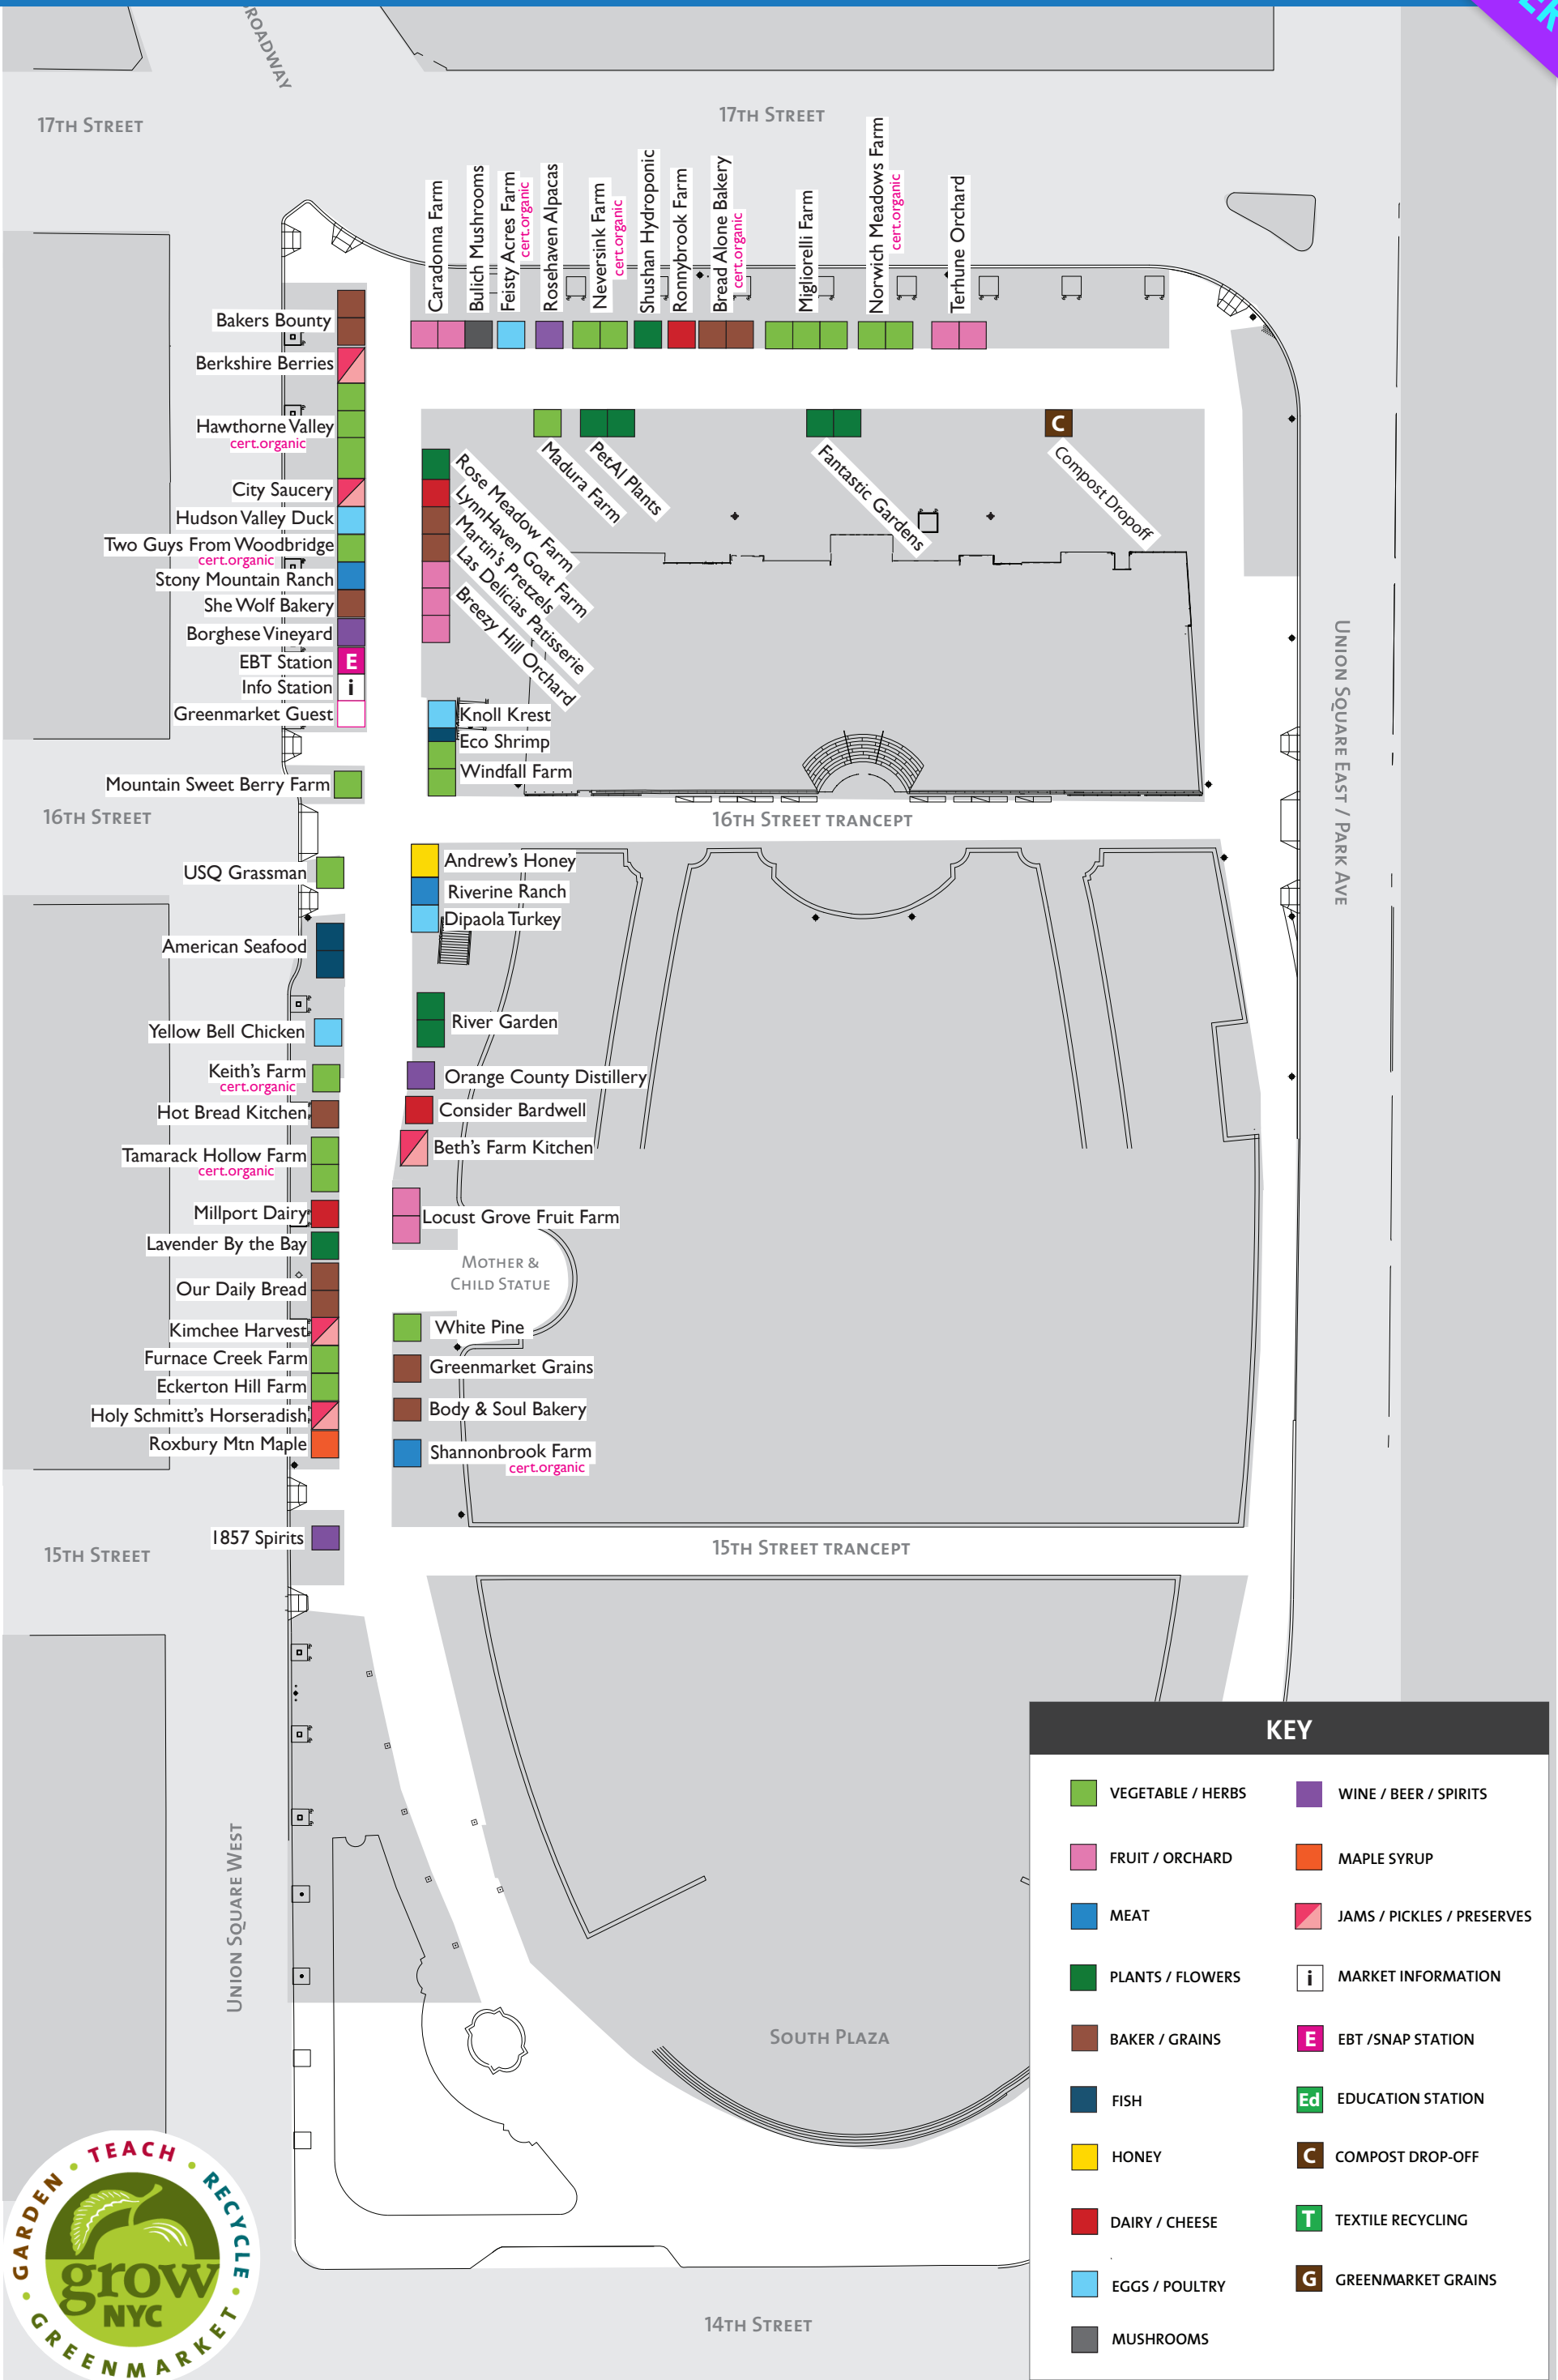 BROADWAY
17th Street
17th Street
Caradonna Farm
Bulich Mushrooms
Feisty Acres Farm
cert.organic
Rosehaven Alpacas
Neversink Farm
cert.organic
Shushan Hydroponic
Ronnybrook Farm
Bread Alone Bakery
cert.organic
Migliorelli Farm
Norwich Meadows Farm
cert.organic
Terhune Orchard
Bakers Bounty
Berkshire Berries
Hawthorne Valley
cert.organic
City Saucery
Hudson Valley Duck
Two Guys From Woodbridge
cert.organic
Stony Mountain Ranch
She Wolf Bakery
Borghese Vineyard
EBT Station
E
Info Station
i
Greenmarket Guest
Mountain Sweet Berry Farm
16th Street
USQ Grassman
American Seafood
Yellow Bell Chicken
Keith's Farm
cert.organic
Hot Bread Kitchen
Tamarack Hollow Farm
cert.organic
Millport Dairy
Lavender By the Bay
Our Daily Bread
Kimchee Harvest
Furnace Creek Farm
Eckerton Hill Farm
Holy Schmitt's Horseradish
Roxbury Mtn Maple
1857 Spirits
15th Street
Union Square West
Madura Farm
PetAl Plants
Fantastic Gardens
C
Compost Dropoff
Rose Meadow Farm
LynnHaven Goat Farm
Martin's Pretzels
Las Delicias Patisserie
Breezy Hill Orchard
Knoll Krest
Eco Shrimp
Windfall Farm
16th Street trancept
Andrew's Honey
Riverine Ranch
Dipaola Turkey
River Garden
Orange County Distillery
Consider Bardwell
Beth's Farm Kitchen
Locust Grove Fruit Farm
Mother &
Child Statue
White Pine
Greenmarket Grains
Body & Soul Bakery
Shannonbrook Farm
cert.organic
15th Street trancept
Union Square East / Park Ave
South Plaza
14th Street
KEY
VEGETABLE / HERBS
FRUIT / ORCHARD
MEAT
PLANTS / FLOWERS
BAKER / GRAINS
FISH
HONEY
DAIRY / CHEESE
EGGS / POULTRY
MUSHROOMS
WINE / BEER / SPIRITS
MAPLE SYRUP
JAMS / PICKLES / PRESERVES
i MARKET INFORMATION
E EBT /SNAP STATION
Ed EDUCATION STATION
C COMPOST DROP-OFF
T TEXTILE RECYCLING
G GREENMARKET GRAINS
GARDEN • TEACH • RECYCLE • GREENMARKET •
grow
NYC